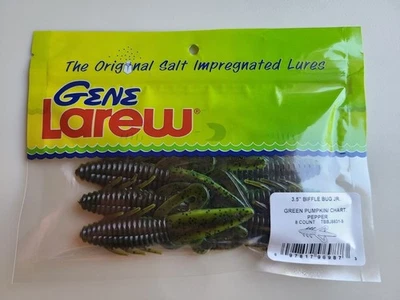 The Original Salt Impregnated Lures
GENE
Larew®
3.5" BIFFLE BUG JR.
GREEN PUMPKIN/ CHART
PEPPER
8 COUNT